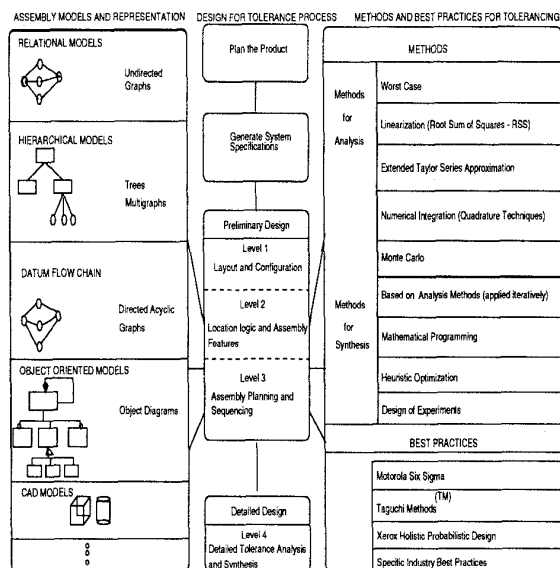 ASSEMBLY MODELS AND REPRESENTATION
RELATIONAL MODELS
Undirected
Graphs
HIERARCHICAL MODELS
Trees
Multigraphs
DATUM FLOW CHAIN
Directed Acyclic
Graphs
OBJECT ORIENTED MODELS
Object Diagrams
CAD MODELS
DESIGN FOR TOLERANCE PROCESS
Plan the Product
Generate System
Specifications
Preliminary Design
Level 1
Layout and Configuration
Level 2
Location logic and Assembly
Features
Level 3
Assembly Planning and
Sequencing
Detailed Design
Level 4
Detailed Tolerance Analysis
and Synthesis
METHODS AND BEST PRACTICES FOR TOLERANCING
METHODS
Methods
for
Analysis
Worst Case
Linearization (Root Sum of Squares - RSS)
Extended Taylor Series Approximation
Numerical Integration (Quadrature Techniques)
Monte Carlo
Methods
for
Synthesis
Based on Analysis Methods (applied iteratively)
Mathematical Programming
Heuristic Optimization
Design of Experiments
BEST PRACTICES
Motorola Six Sigma
(TM)
Taguchi Methods
Xerox Holistic Probabilistic Design
Specific Industry Best Practices